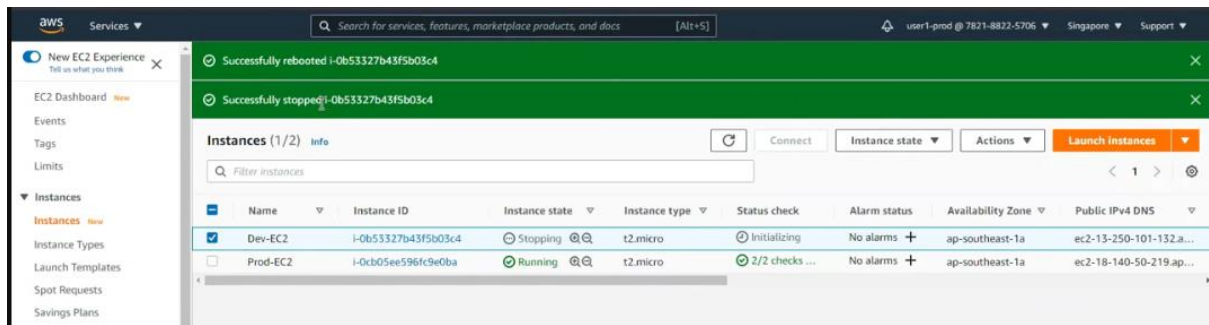 aws Services ▼ Search for services, features, marketplace products, and docs [Alt+S] user1-prod @ 7821-8822-5706 ▼ Singapore ▼ Support ▼
New EC2 Experience
Tell us what you think
EC2 Dashboard New
Events
Tags
Limits
Instances
Instances New
Instance Types
Launch Templates
Spot Requests
Savings Plans
Successfully rebooted i-0b53327b43f5b03c4
Successfully stopped i-0b53327b43f5b03c4
Instances (1/2) Info Connect Instance state ▼ Actions ▼ Launch instances ▼
Filter instances < 1 >
Name Instance ID Instance state Instance type Status check Alarm status Availability Zone Public IPv4 DNS
Dev-EC2 i-0b53327b43f5b03c4 Stopping t2.micro Initializing No alarms + ap-southeast-1a ec2-13-250-101-132.a...
Prod-EC2 i-0cb05ee596fc9e0ba Running t2.micro 2/2 checks ... No alarms + ap-southeast-1a ec2-18-140-50-219.ap...